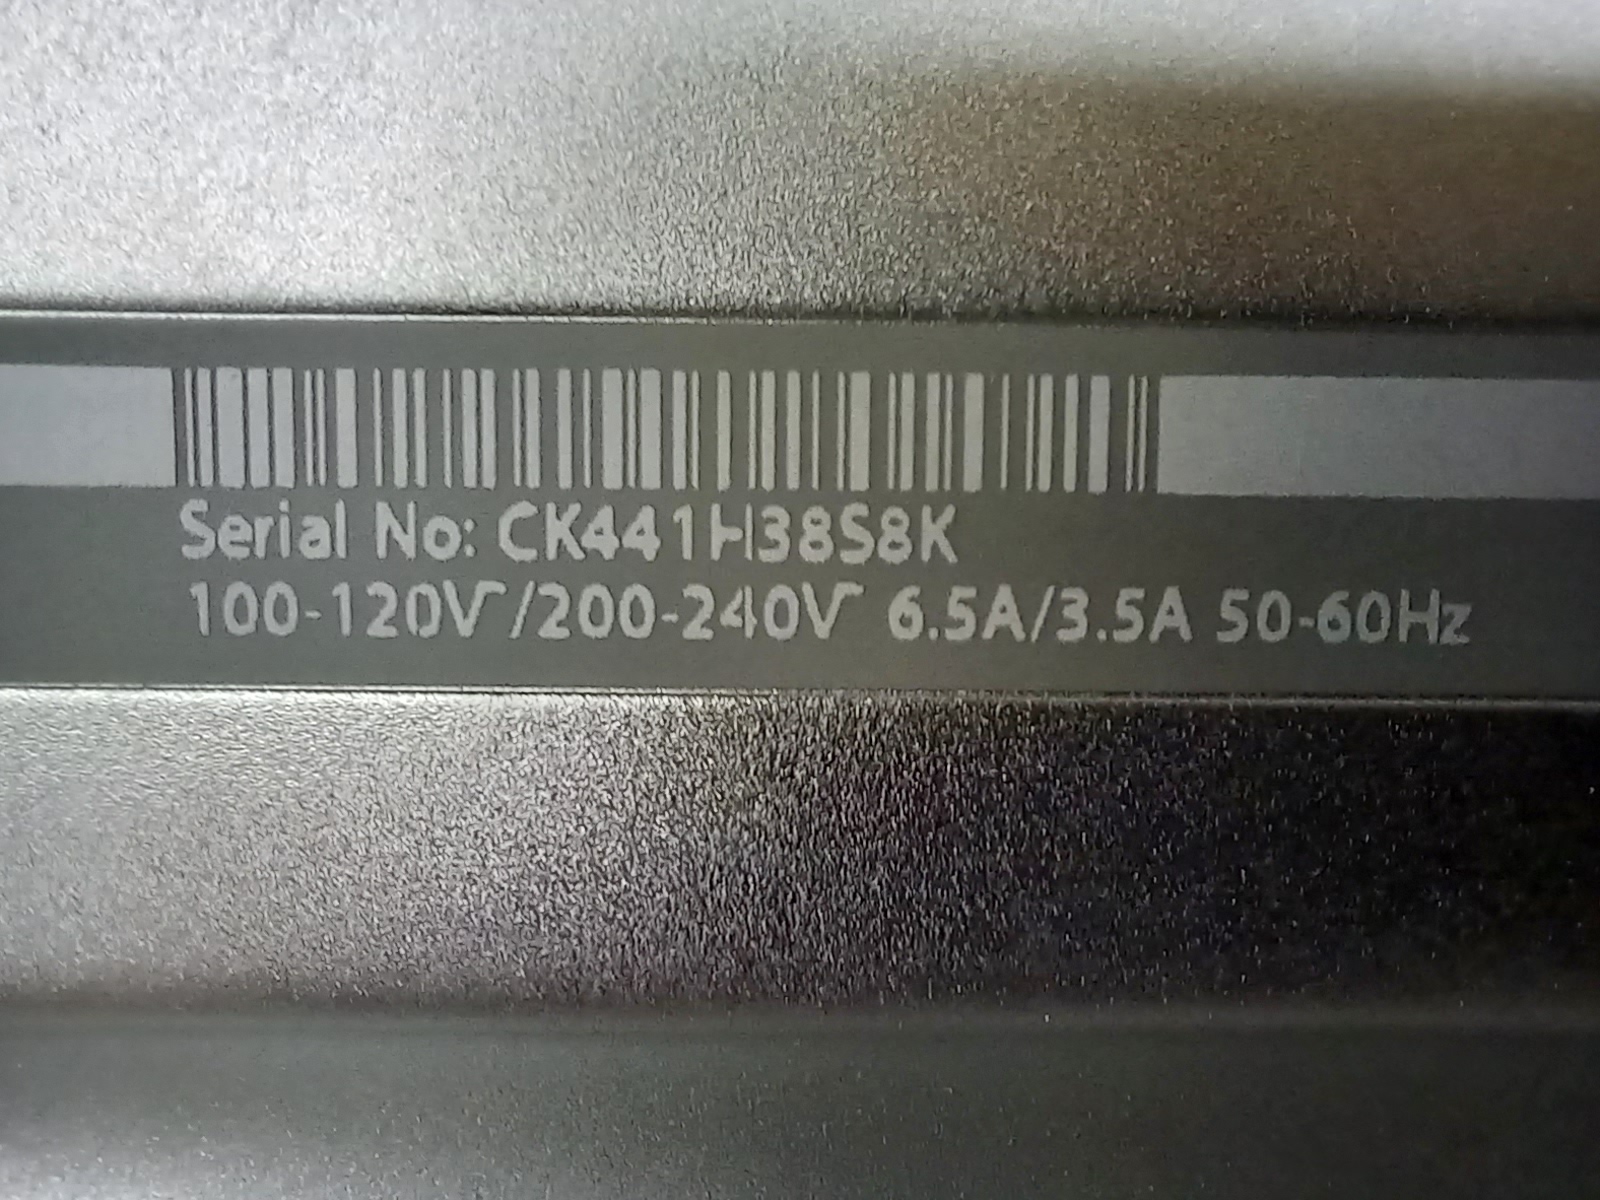 Serial No: CK441H38S8K
100-120V~/200-240V~ 6.5A/3.5A 50-60Hz